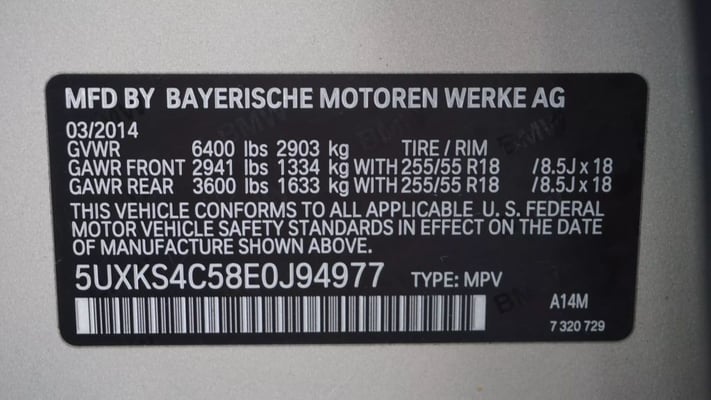 MFD BY BAYERISCHE MOTOREN WERKE AG
03/2014
GVWR 6400 lbs 2903 kg TIRE / RIM
GAWR FRONT 2941 lbs 1334 kg WITH 255/55 R18 /8.5J x 18
GAWR REAR 3600 lbs 1633 kg WITH 255/55 R18 /8.5J x 18
THIS VEHICLE CONFORMS TO ALL APPLICABLE U. S. FEDERAL
MOTOR VEHICLE SAFETY STANDARDS IN EFFECT ON THE DATE
OF MANUFACTURE SHOWN ABOVE.
5UXKS4C58E0J94977 TYPE: MPV
A14M
7 320 729